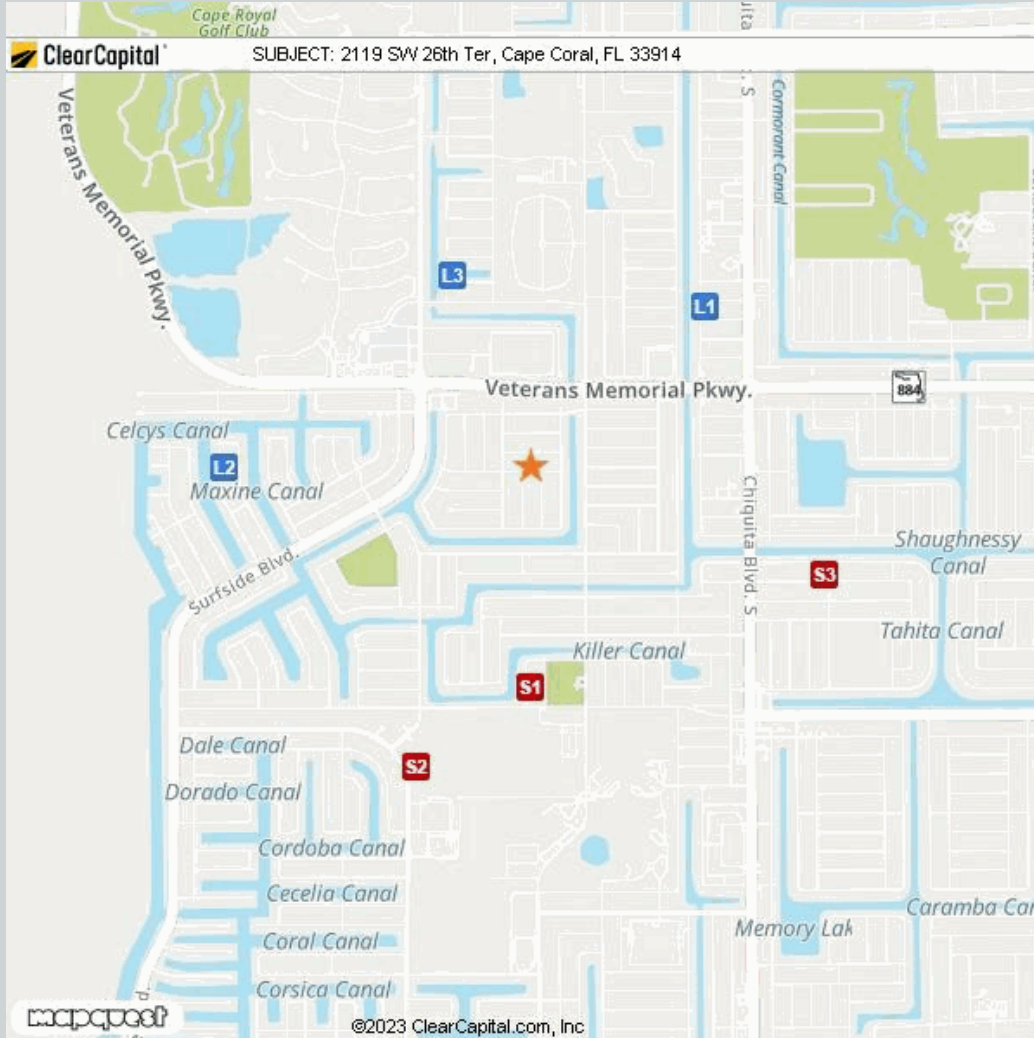 Cape Royal
Golf Club
uita
ClearCapital
SUBJECT: 2119 SW 26th Ter, Cape Coral, FL 33914
. S
Cormorant Canal
Veterans Memorial Pkwy.
L3
L1
Veterans Memorial Pkwy.
884
Celcys Canal
L2
Maxine Canal
Chiquita Blvd. S
Shaughnessy
Canal
Surfside Blvd.
S3
Tahita Canal
Killer Canal
S1
Dale Canal
S2
Dorado Canal
Cordoba Canal
Cecelia Canal
Caramba Car
Memory Lak
Coral Canal
Corsica Canal
mapquest
©2023 ClearCapital.com, Inc